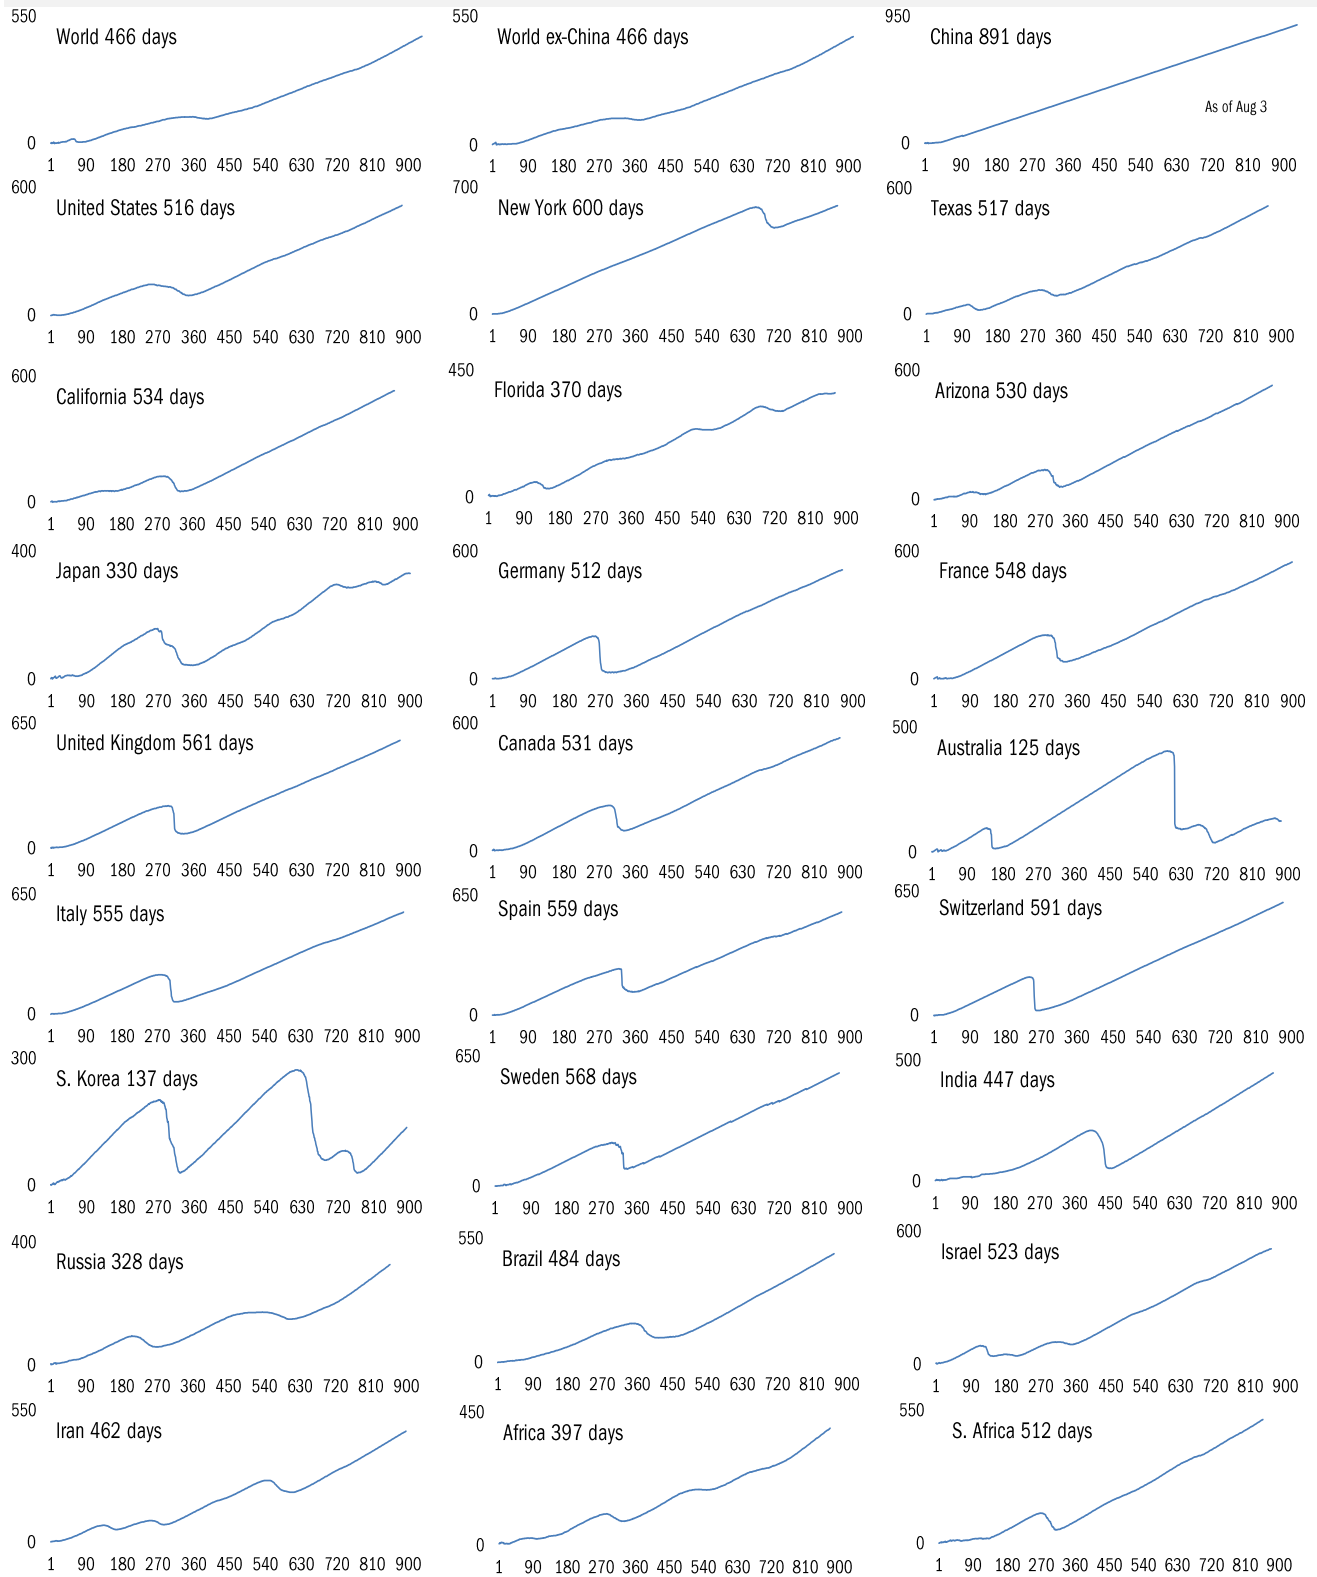 550
World 466 days
0
1 90 180 270 360 450 540 630 720 810 900
550
World ex-China 466 days
0
1 90 180 270 360 450 540 630 720 810 900
950
China 891 days
As of Aug 3
0
1 90 180 270 360 450 540 630 720 810 900
600
United States 516 days
0
1 90 180 270 360 450 540 630 720 810 900
700
New York 600 days
0
1 90 180 270 360 450 540 630 720 810 900
600
Texas 517 days
0
1 90 180 270 360 450 540 630 720 810 900
600
California 534 days
0
1 90 180 270 360 450 540 630 720 810 900
450
Florida 370 days
0
1 90 180 270 360 450 540 630 720 810 900
600
Arizona 530 days
0
1 90 180 270 360 450 540 630 720 810 900
400
Japan 330 days
0
1 90 180 270 360 450 540 630 720 810 900
600
Germany 512 days
0
1 90 180 270 360 450 540 630 720 810 900
600
France 548 days
0
1 90 180 270 360 450 540 630 720 810 900
650
United Kingdom 561 days
0
1 90 180 270 360 450 540 630 720 810 900
600
Canada 531 days
0
1 90 180 270 360 450 540 630 720 810 900
500
Australia 125 days
0
1 90 180 270 360 450 540 630 720 810 900
650
Italy 555 days
0
1 90 180 270 360 450 540 630 720 810 900
650
Spain 559 days
0
1 90 180 270 360 450 540 630 720 810 900
650
Switzerland 591 days
0
1 90 180 270 360 450 540 630 720 810 900
300
S. Korea 137 days
0
1 90 180 270 360 450 540 630 720 810 900
650
Sweden 568 days
0
1 90 180 270 360 450 540 630 720 810 900
500
India 447 days
0
1 90 180 270 360 450 540 630 720 810 900
400
Russia 328 days
0
1 90 180 270 360 450 540 630 720 810 900
550
Brazil 484 days
0
1 90 180 270 360 450 540 630 720 810 900
600
Israel 523 days
0
1 90 180 270 360 450 540 630 720 810 900
550
Iran 462 days
0
1 90 180 270 360 450 540 630 720 810 900
450
Africa 397 days
0
1 90 180 270 360 450 540 630 720 810 900
550
S. Africa 512 days
0
1 90 180 270 360 450 540 630 720 810 900